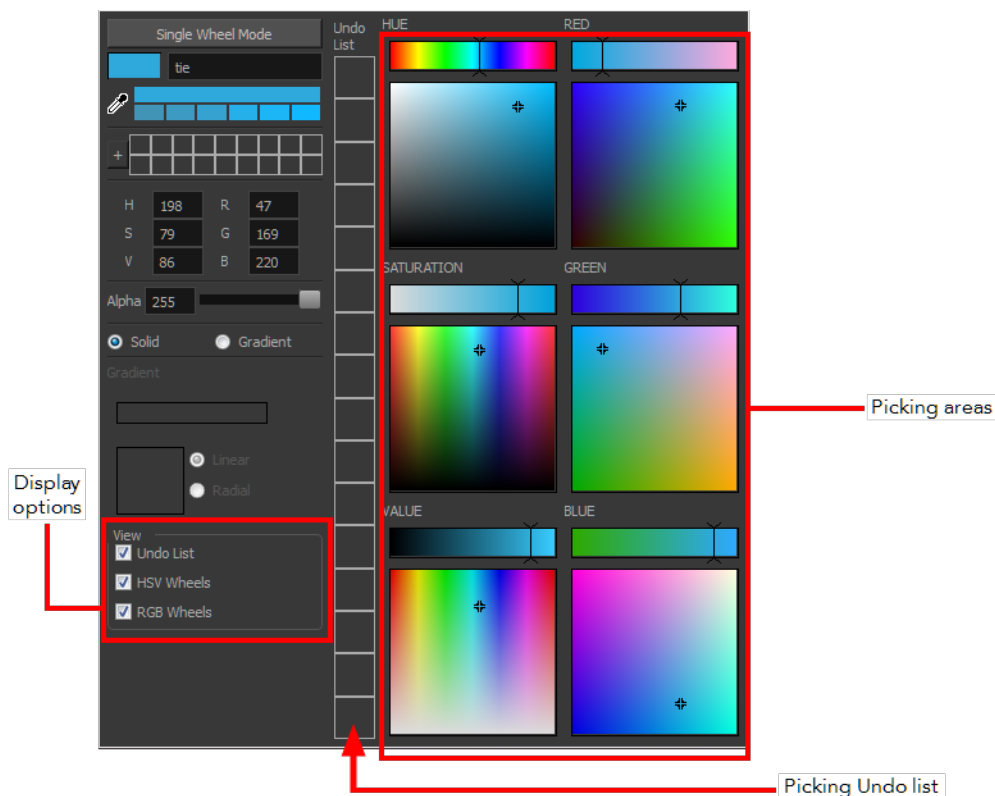 Single Wheel Mode
tie
+
H 198 R 47
S 79 G 169
V 86 B 220
Alpha 255
Solid Gradient
Gradient
Linear
Radial
View
Undo List
HSV Wheels
RGB Wheels
Undo
List
HUE RED
SATURATION GREEN
VALUE BLUE
Display
options
Picking areas
Picking Undo list